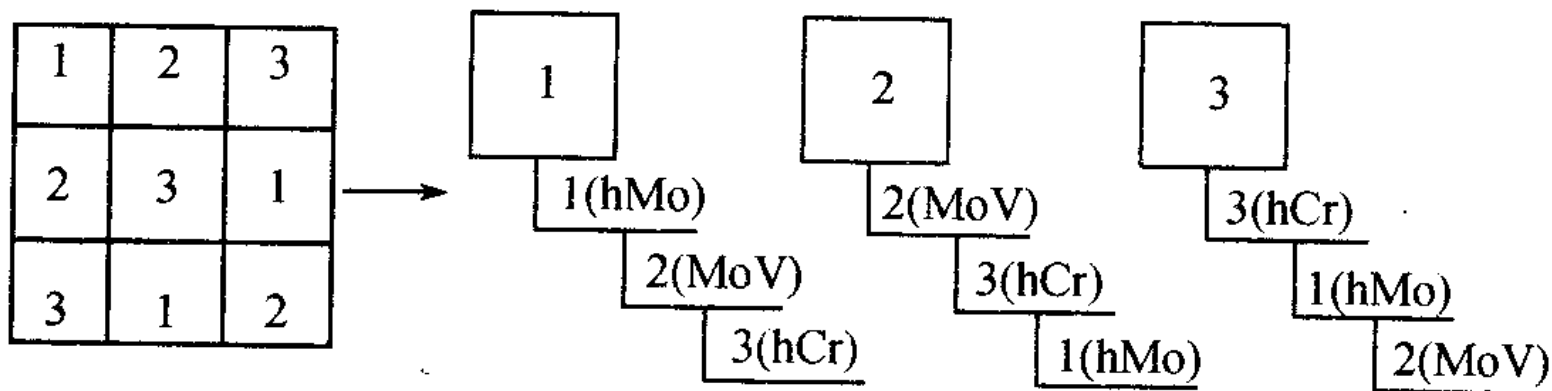 1 2 3
2 3 1
3 1 2
1
1(hMo)
2(MoV)
3(hCr)
2
2(MoV)
3(hCr)
1(hMo)
3
3(hCr)
1(hMo)
2(MoV)